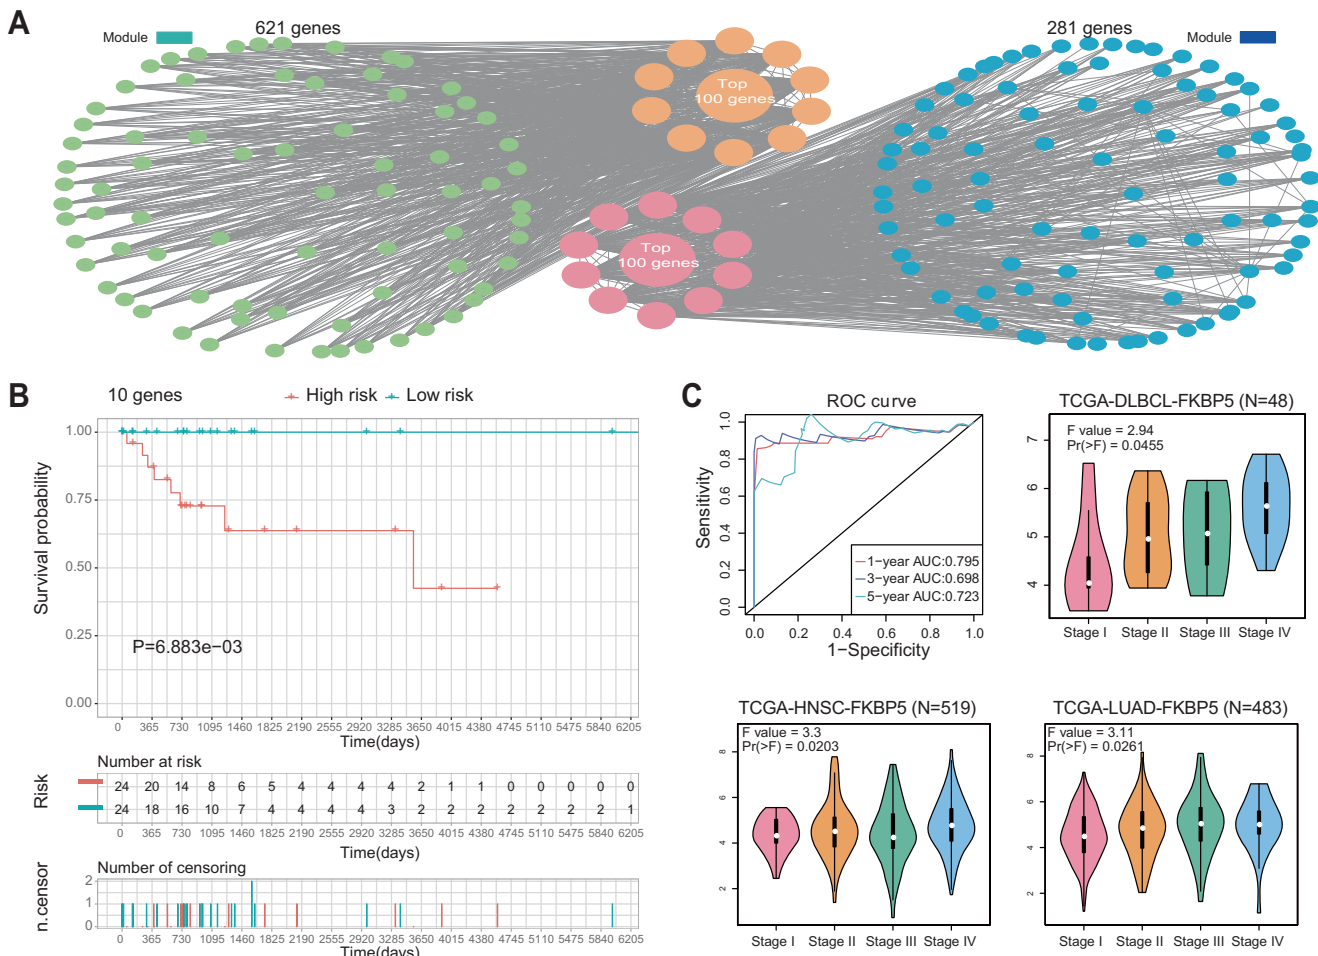 A
Module
621 genes
281 genes
Module
Top
100 genes
Top
100 genes
B
10 genes
High risk
Low risk
Survival probability
1.00
0.75
0.50
0.25
0.00
P=6.883e−03
0 365 730 1095 1460 1825 2190 2555 2920 3285 3650 4015 4380 4745 5110 5475 5840 6205
Time(days)
Number at risk
Risk
24 20 14 8 6 5 4 4 4 4 2 1 1 0 0 0 0 0
24 18 16 10 7 4 4 4 4 3 2 2 2 2 2 2 2 1
0 365 730 1095 1460 1825 2190 2555 2920 3285 3650 4015 4380 4745 5110 5475 5840 6205
Time(days)
Number of censoring
n.censor
2
1
0
0 365 730 1095 1460 1825 2190 2555 2920 3285 3650 4015 4380 4745 5110 5475 5840 6205
Time(days)
C
ROC curve
Sensitivity
1.0
0.8
0.6
0.4
0.2
0.0
1−year AUC:0.795
3−year AUC:0.698
5−year AUC:0.723
0.0 0.2 0.4 0.6 0.8 1.0
1−Specificity
TCGA-DLBCL-FKBP5 (N=48)
F value = 2.94
Pr(>F) = 0.0455
7
6
5
4
Stage I Stage II Stage III Stage IV
TCGA-HNSC-FKBP5 (N=519)
F value = 3.3
Pr(>F) = 0.0203
8
6
4
2
Stage I Stage II Stage III Stage IV
TCGA-LUAD-FKBP5 (N=483)
F value = 3.11
Pr(>F) = 0.0261
8
6
4
2
Stage I Stage II Stage III Stage IV